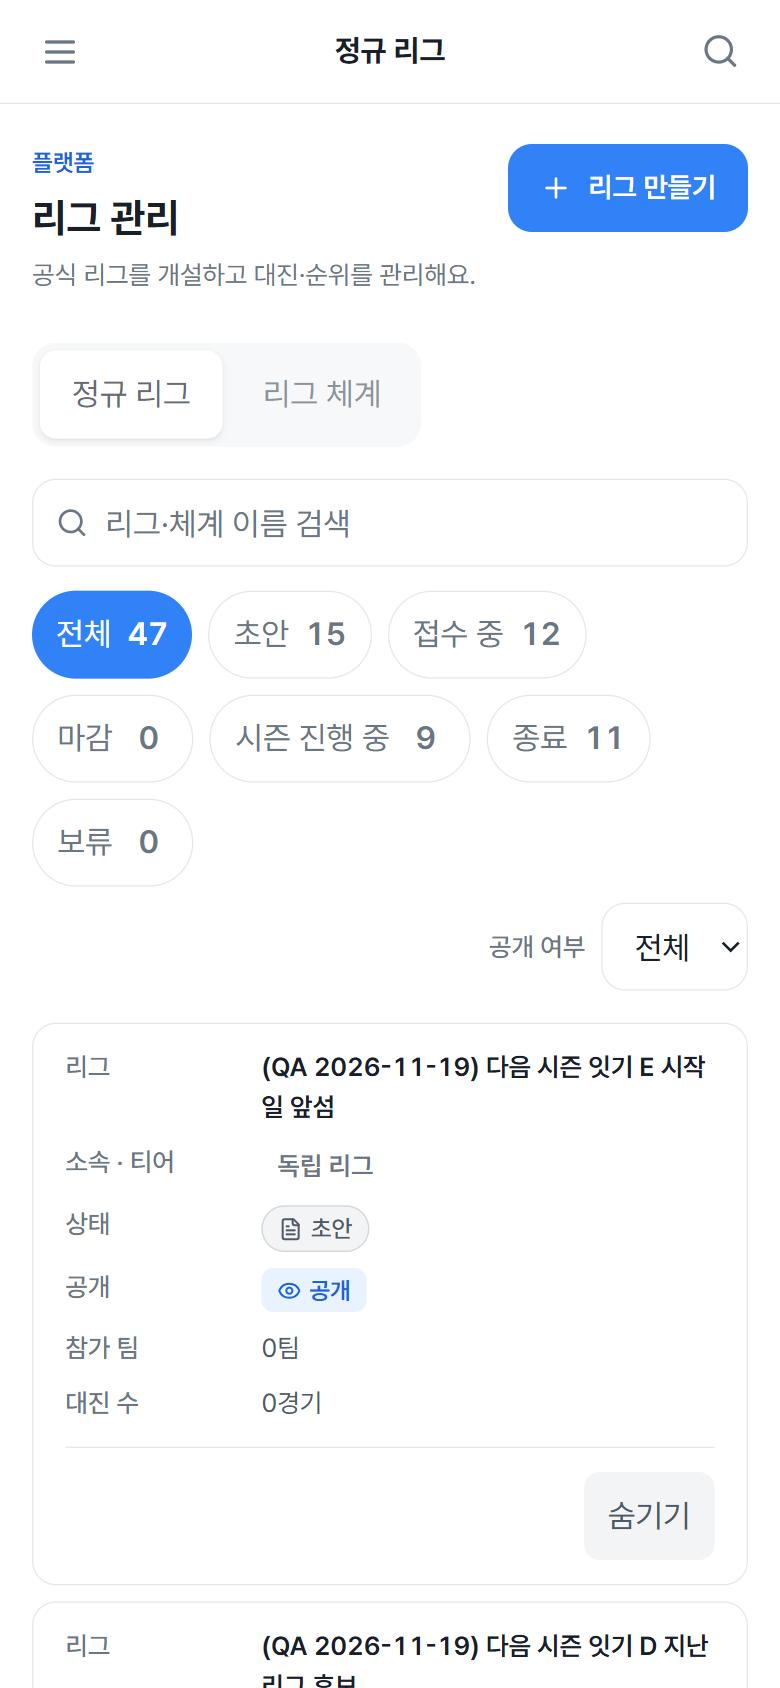 정규 리그
플랫폼
리그 관리
+ 리그 만들기
공식 리그를 개설하고 대진·순위를 관리해요.
정규 리그 리그 체계
리그·체계 이름 검색
전체 47 초안 15 접수 중 12
마감 0 시즌 진행 중 9 종료 11
보류 0
공개 여부 전체
리그 (QA 2026-11-19) 다음 시즌 잇기 E 시작
일 앞섬
소속 · 티어 독립 리그
상태 초안
공개 공개
참가 팀 0팀
대진 수 0경기
숨기기
리그 (QA 2026-11-19) 다음 시즌 잇기 D 지난
리그 후보